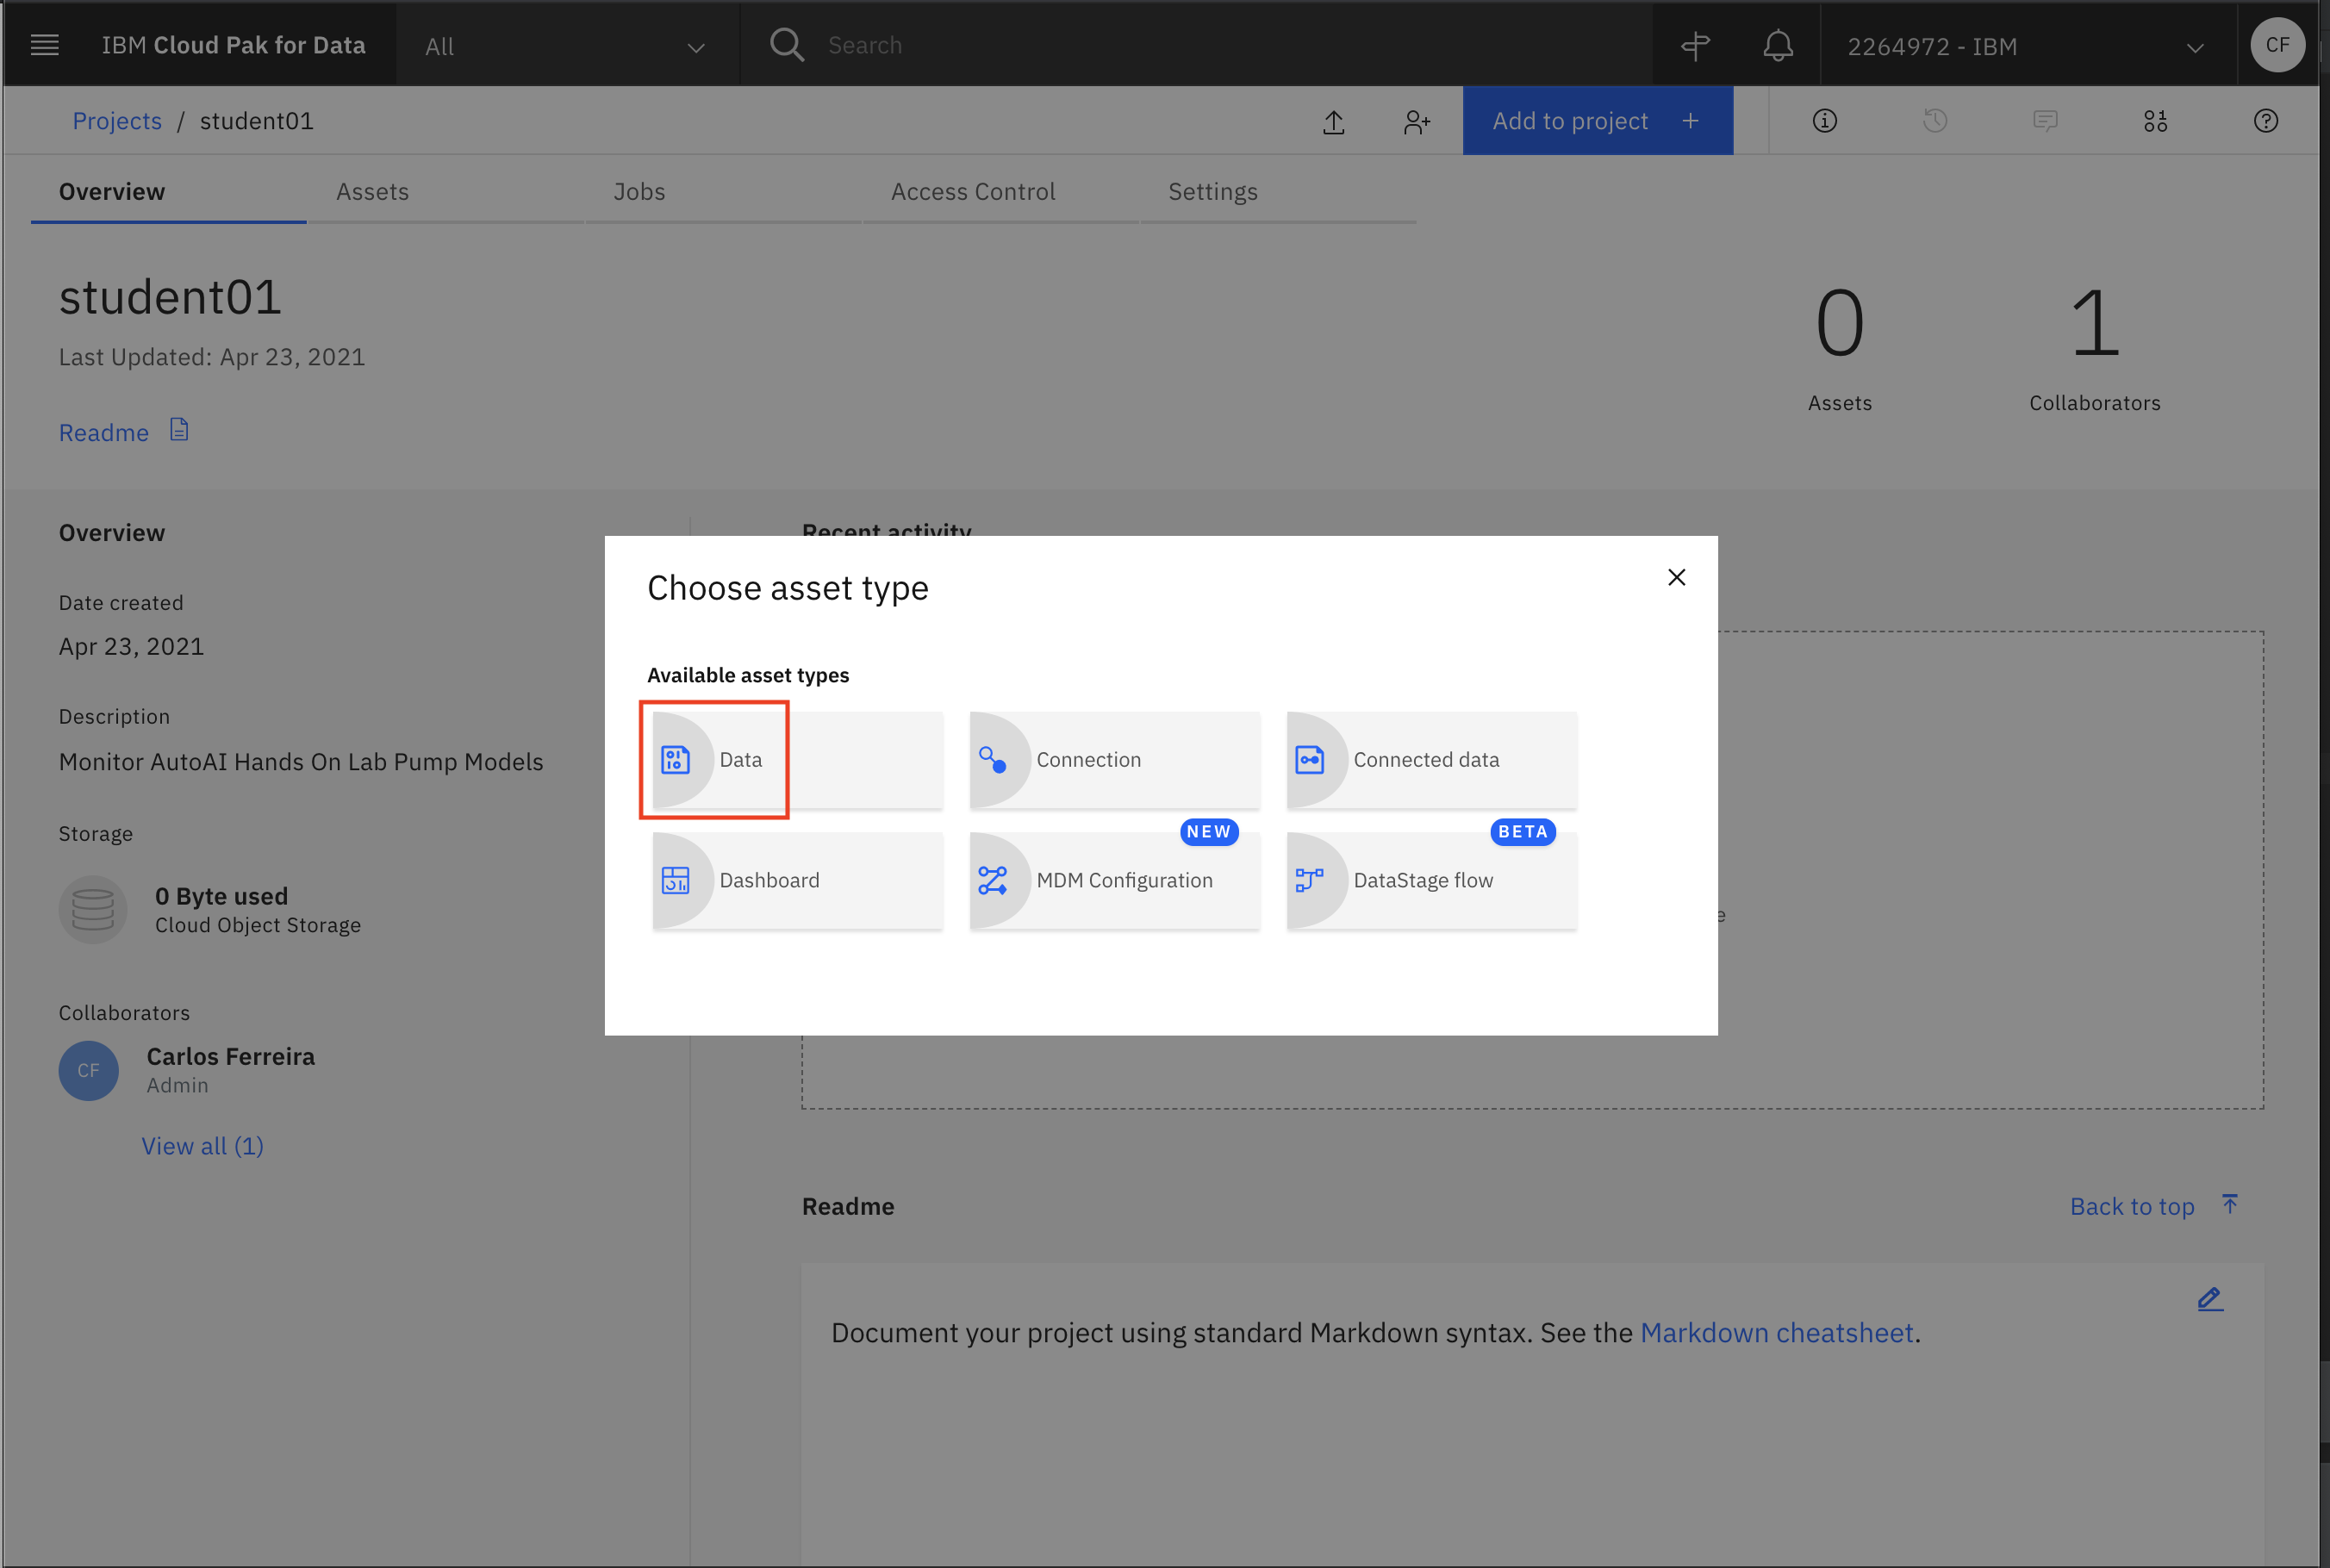 IBM Cloud Pak for Data
All
Search
2264972 - IBM
CF
Projects / student01
Add to project +
Overview
Assets
Jobs
Access Control
Settings
student01
Last Updated: Apr 23, 2021
Readme
0
Assets
1
Collaborators
Overview
Date created
Apr 23, 2021
Description
Monitor AutoAI Hands On Lab Pump Models
Storage
0 Byte used
Cloud Object Storage
Collaborators
CF
Carlos Ferreira
Admin
View all (1)
Recent activity
Choose asset type
Available asset types
Data
Connection
Connected data
Dashboard
NEW
MDM Configuration
BETA
DataStage flow
Readme
Back to top
Document your project using standard Markdown syntax. See the Markdown cheatsheet.